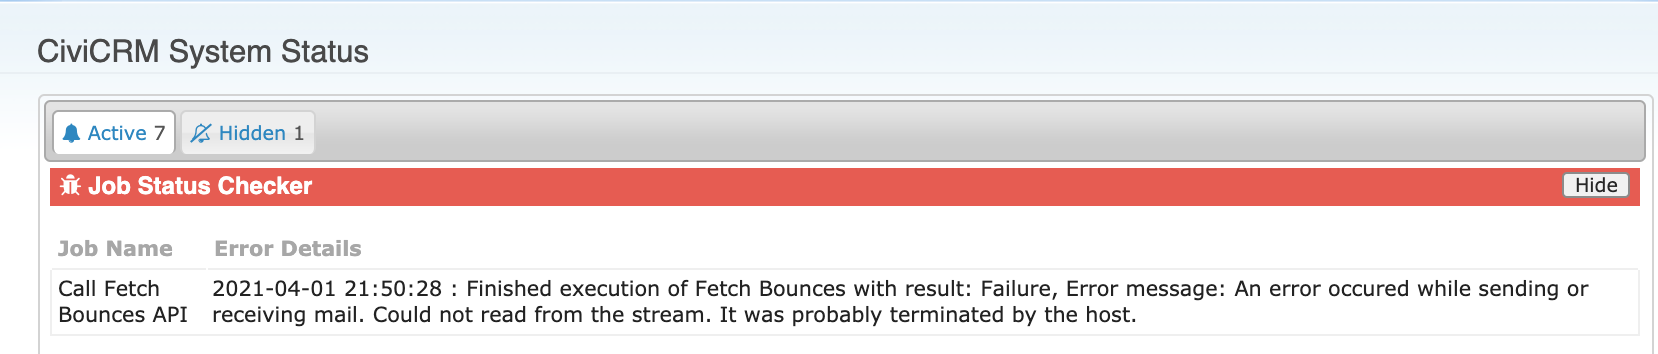 CiviCRM System Status
Active 7 Hidden 1
Job Status Checker Hide
Job Name Error Details
Call Fetch 2021-04-01 21:50:28 : Finished execution of Fetch Bounces with result: Failure, Error message: An error occured while sending or
Bounces API receiving mail. Could not read from the stream. It was probably terminated by the host.